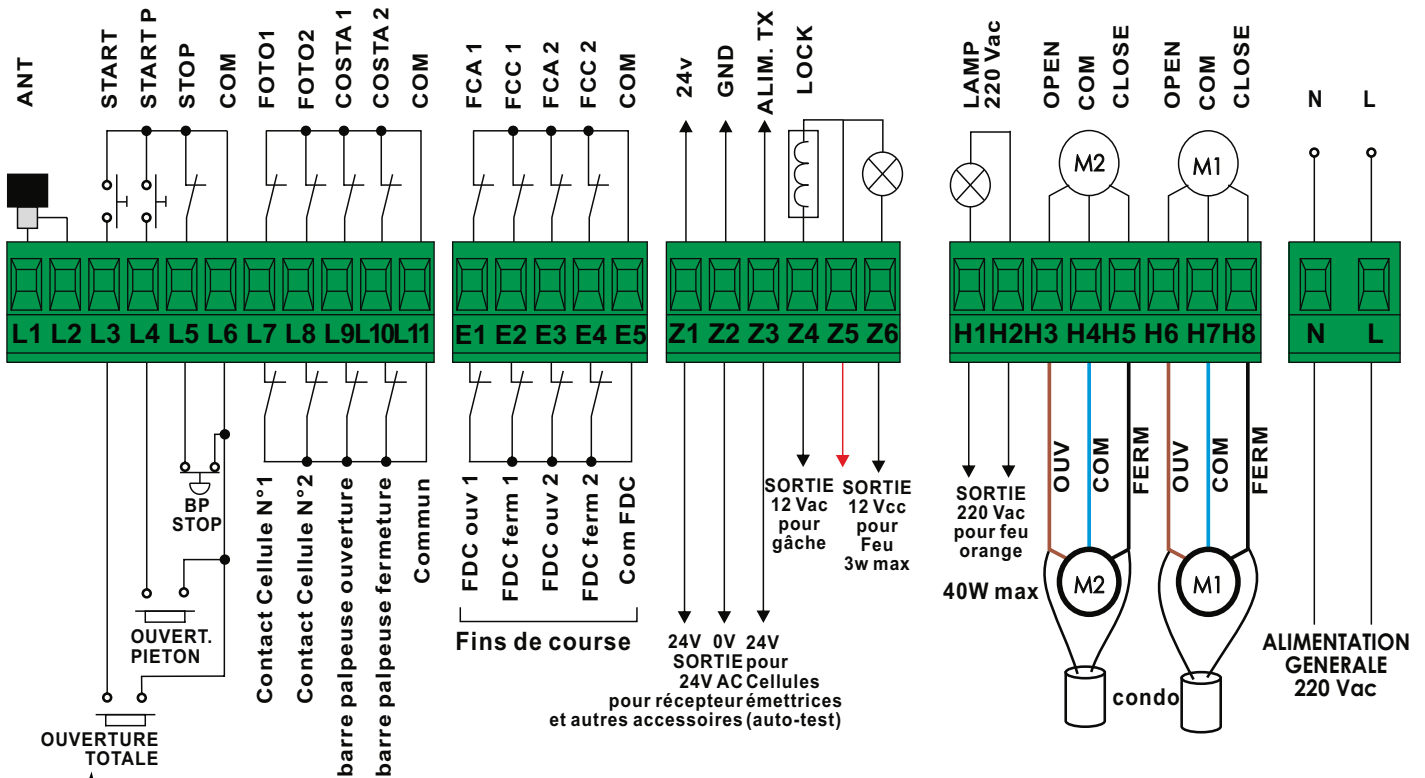 ANT
START
START P
STOP
COM
FOTO1
FOTO2
COSTA 1
COSTA 2
COM
FCA 1
FCC 1
FCA 2
FCC 2
COM
24v
GND
ALIM. TX
LOCK
LAMP
220 Vac
OPEN
COM
CLOSE
OPEN
COM
CLOSE
N
L
M2
M1
L1 L2 L3 L4 L5 L6 L7 L8 L9 L10 L11
E1 E2 E3 E4 E5
Z1 Z2 Z3 Z4 Z5 Z6
H1 H2 H3 H4 H5 H6 H7 H8
N L
BP
STOP
OUVERT.
PIETON
OUVERTURE
TOTALE
Contact Cellule N°1
Contact Cellule N°2
barre palpeuse ouverture
barre palpeuse fermeture
Commun
FDC ouv 1
FDC ferm 1
FDC ouv 2
FDC ferm 2
Com FDC
Fins de course
24V 0V 24V
SORTIE pour
24V AC Cellules
pour récepteur émettrices
et autres accessoires (auto-test)
SORTIE
12 Vac
pour
gâche
SORTIE
12 Vcc
pour
Feu
3w max
SORTIE
220 Vac
pour feu
orange
40W max
OUV
COM
FERM
OUV
COM
FERM
M2
M1
condo
ALIMENTATION
GENERALE
220 Vac